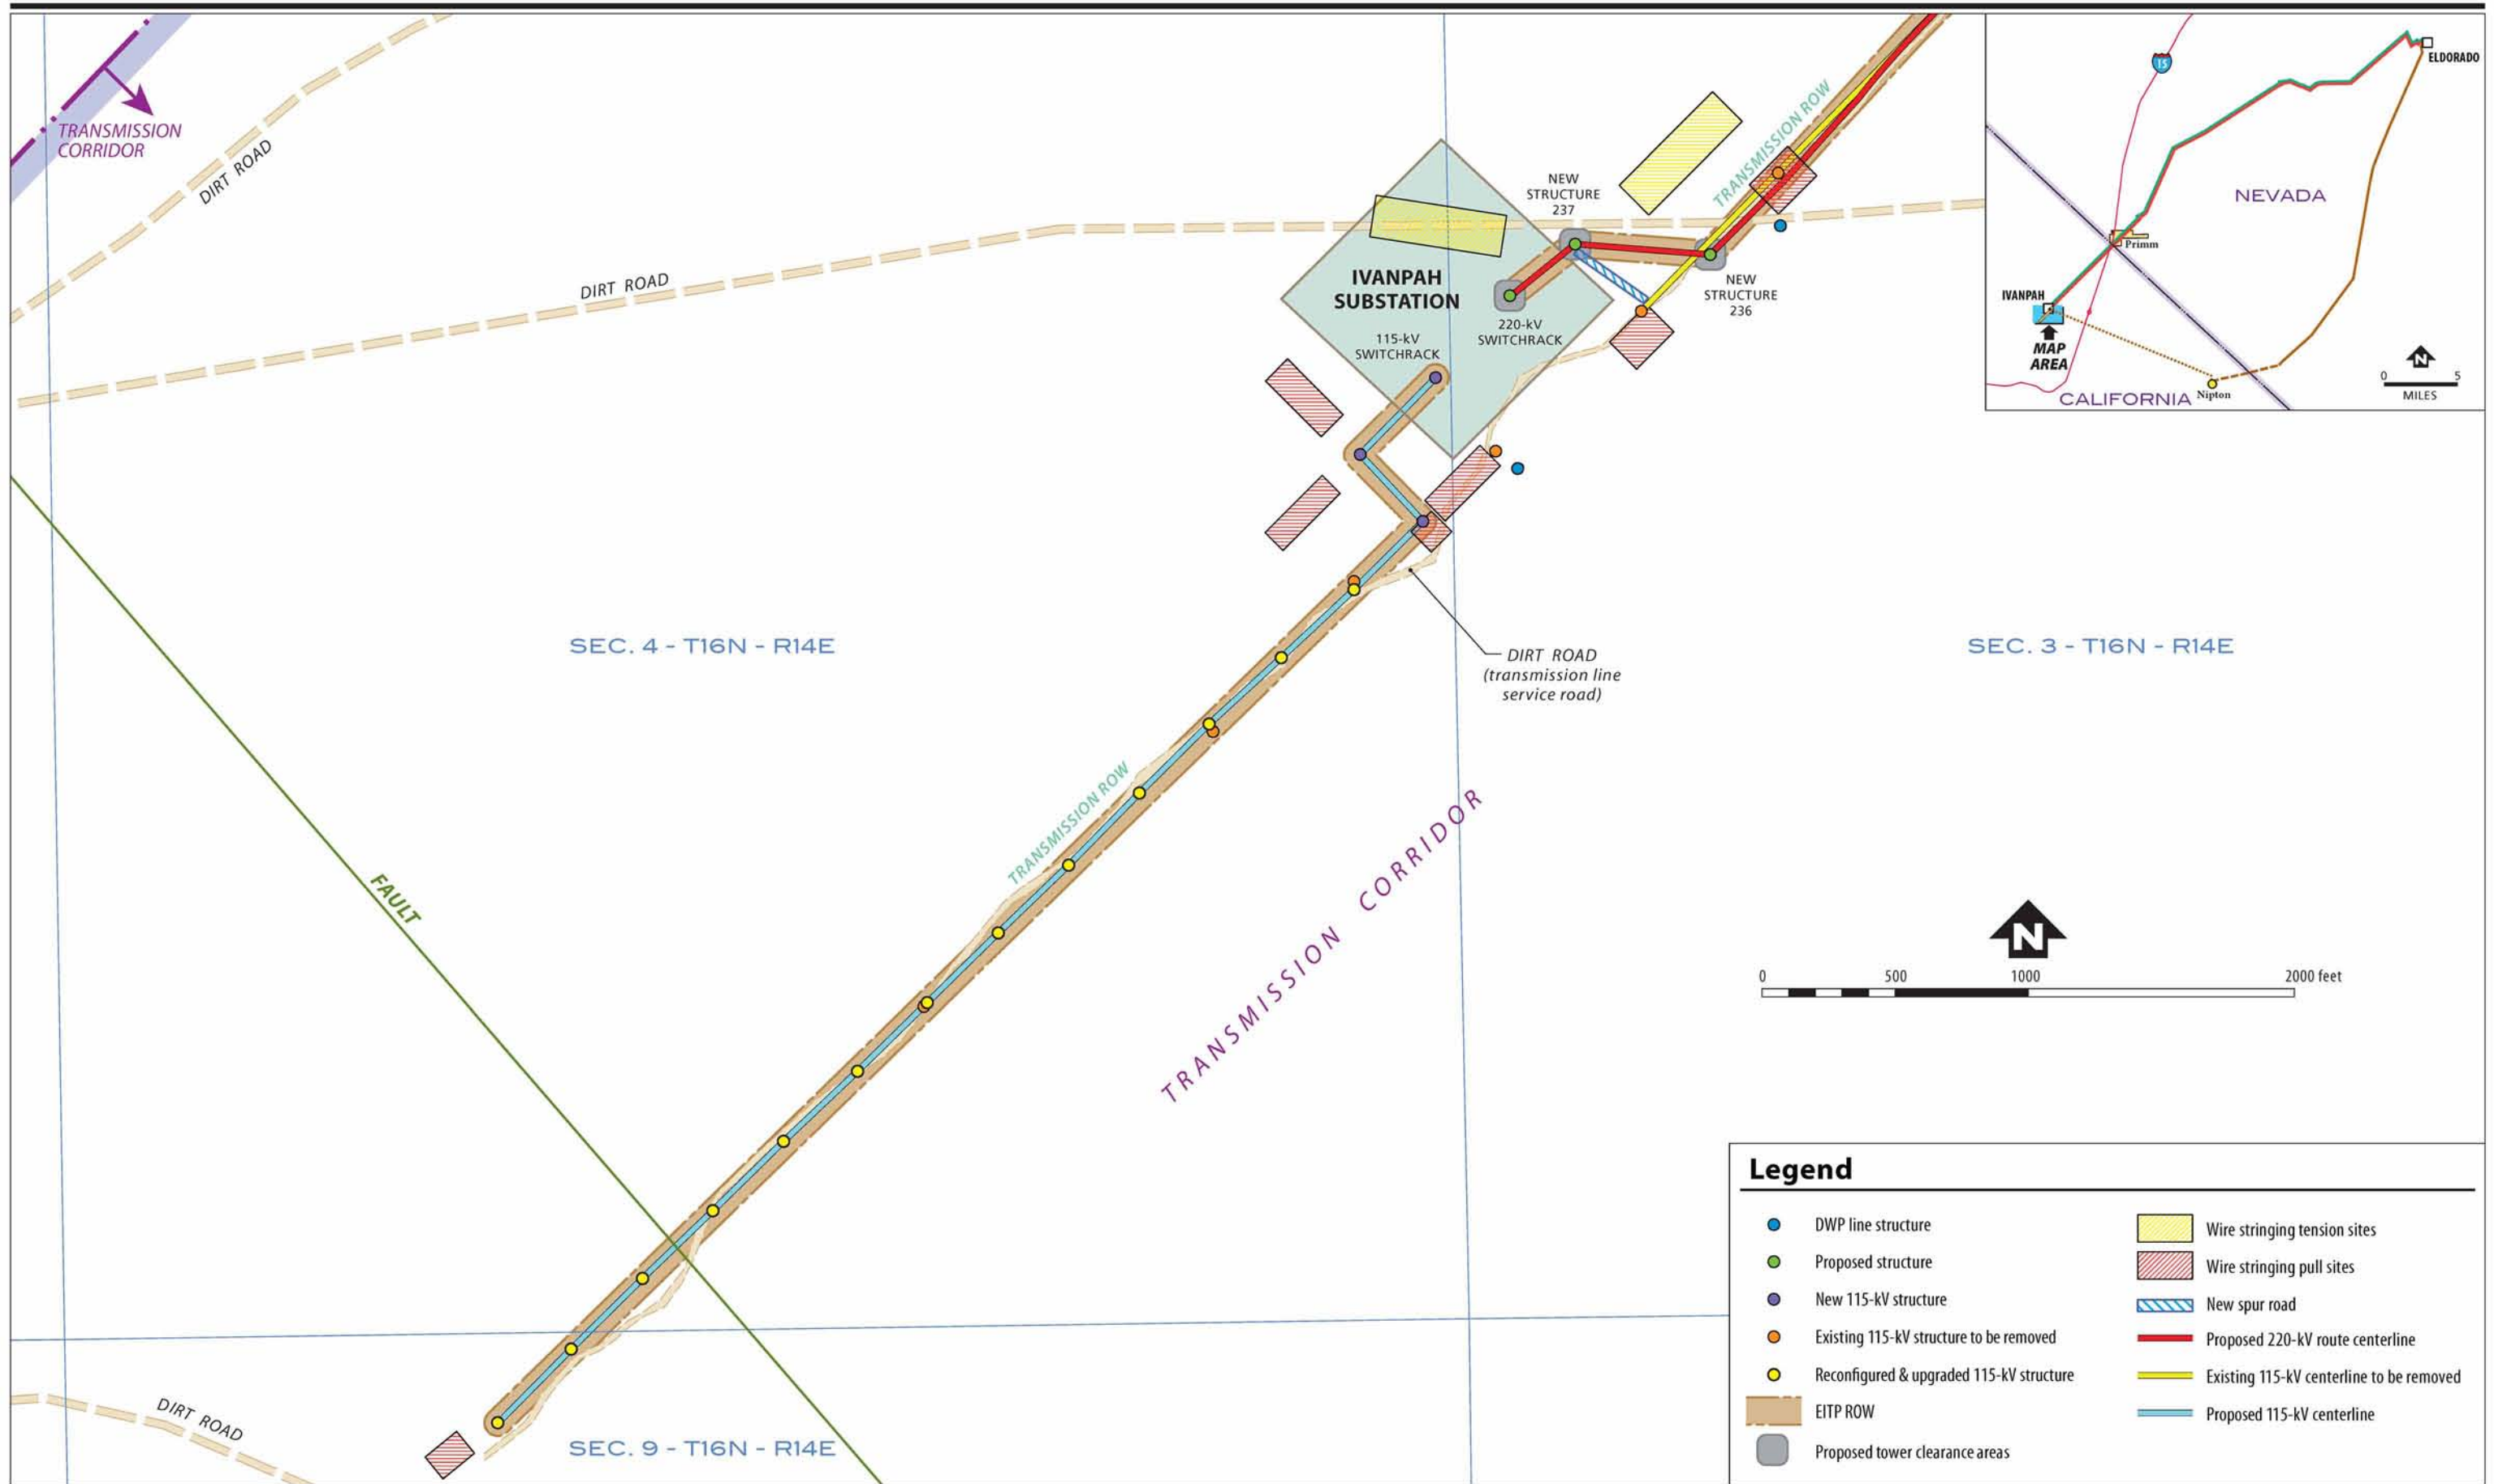 TRANSMISSION
CORRIDOR
DIRT ROAD
DIRT ROAD
NEW
STRUCTURE
237
TRANSMISSION ROW
IVANPAH
SUBSTATION
115-kV
SWITCHRACK
220-kV
SWITCHRACK
NEW
STRUCTURE
236
15
ELDORADO
NEVADA
Primm
IVANPAH
MAP
AREA
CALIFORNIA
Nipton
N
0 5
MILES
SEC. 4 - T16N - R14E
DIRT ROAD
(transmission line
service road)
SEC. 3 - T16N - R14E
TRANSMISSION ROW
FAULT
TRANSMISSION CORRIDOR
N
0 500 1000 2000 feet
DIRT ROAD
SEC. 9 - T16N - R14E
Legend
DWP line structure
Proposed structure
New 115-kV structure
Existing 115-kV structure to be removed
Reconfigured & upgraded 115-kV structure
EITP ROW
Proposed tower clearance areas
Wire stringing tension sites
Wire stringing pull sites
New spur road
Proposed 220-kV route centerline
Existing 115-kV centerline to be removed
Proposed 115-kV centerline